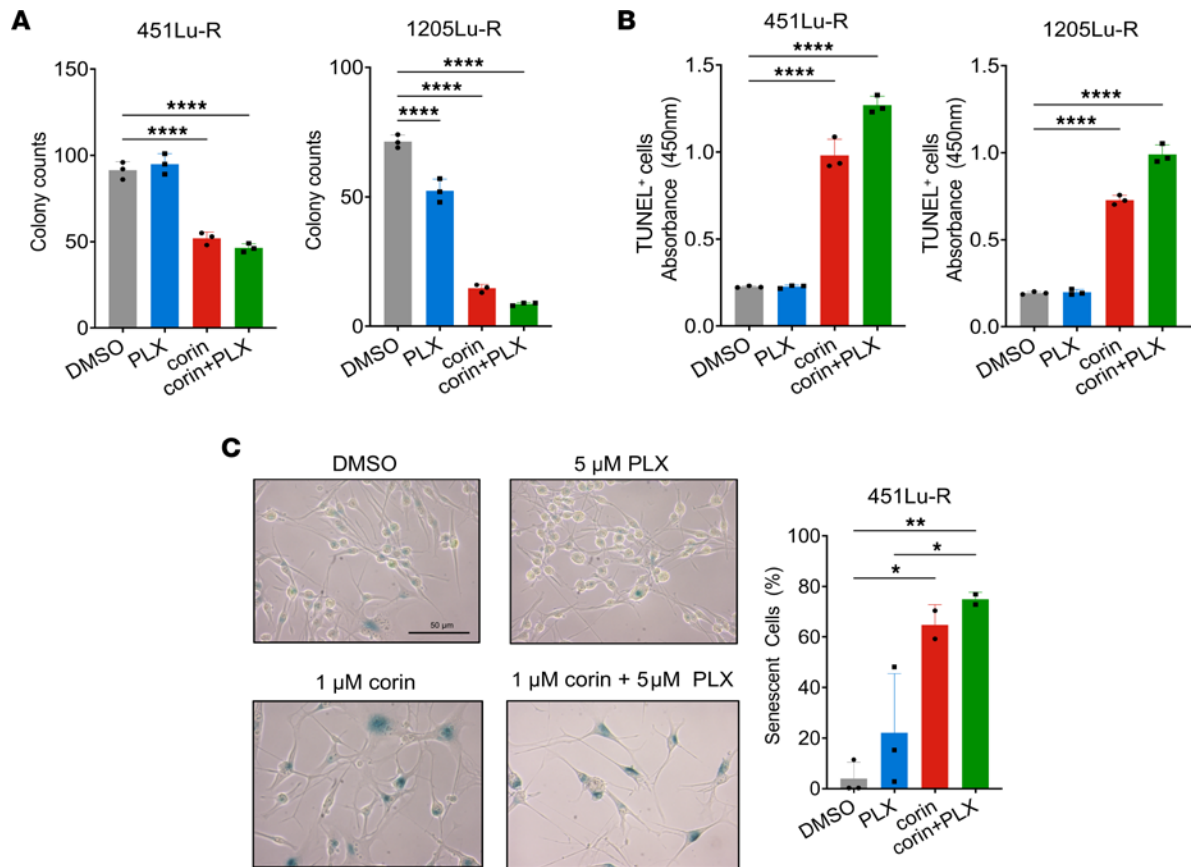 A
451Lu-R
Colony counts
150
100
50
0
****
****
DMSO
PLX
corin
corin+PLX
1205Lu-R
Colony counts
100
50
0
****
****
****
DMSO
PLX
corin
corin+PLX
B
451Lu-R
TUNEL+ cells
Absorbance (450nm)
1.5
1.0
0.5
0.0
****
****
DMSO
PLX
corin
corin+PLX
1205Lu-R
TUNEL+ cells
Absorbance (450nm)
1.5
1.0
0.5
0.0
****
****
DMSO
PLX
corin
corin+PLX
C
DMSO
50 µm
5 µM PLX
1 µM corin
1 µM corin + 5µM PLX
451Lu-R
Senescent Cells (%)
100
80
60
40
20
0
**
*
*
DMSO
PLX
corin
corin+PLX